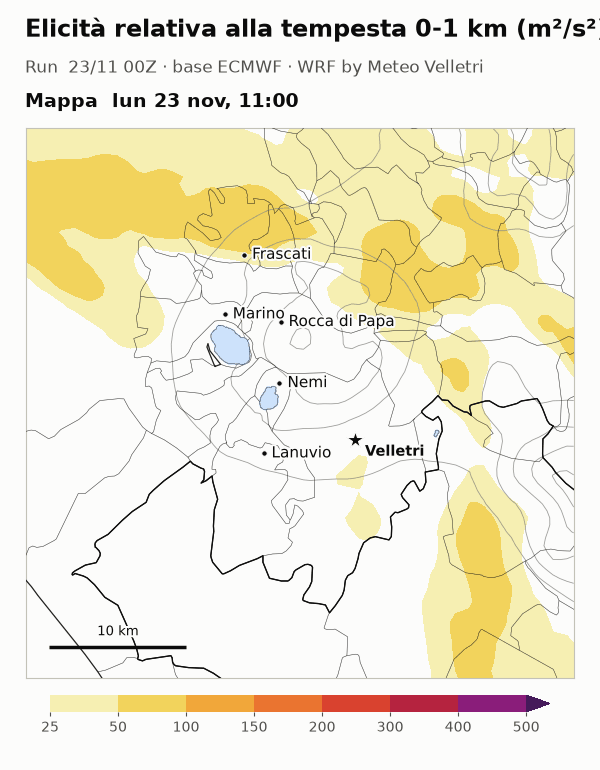 Elicità relativa alla tempesta 0-1 km (m²/s²)
Run 23/11 00Z · base ECMWF · WRF by Meteo Velletri
Mappa lun 23 nov, 11:00
Frascati
Marino
Rocca di Papa
Nemi
Velletri
Lanuvio
10 km
25 50 100 150 200 300 400 500